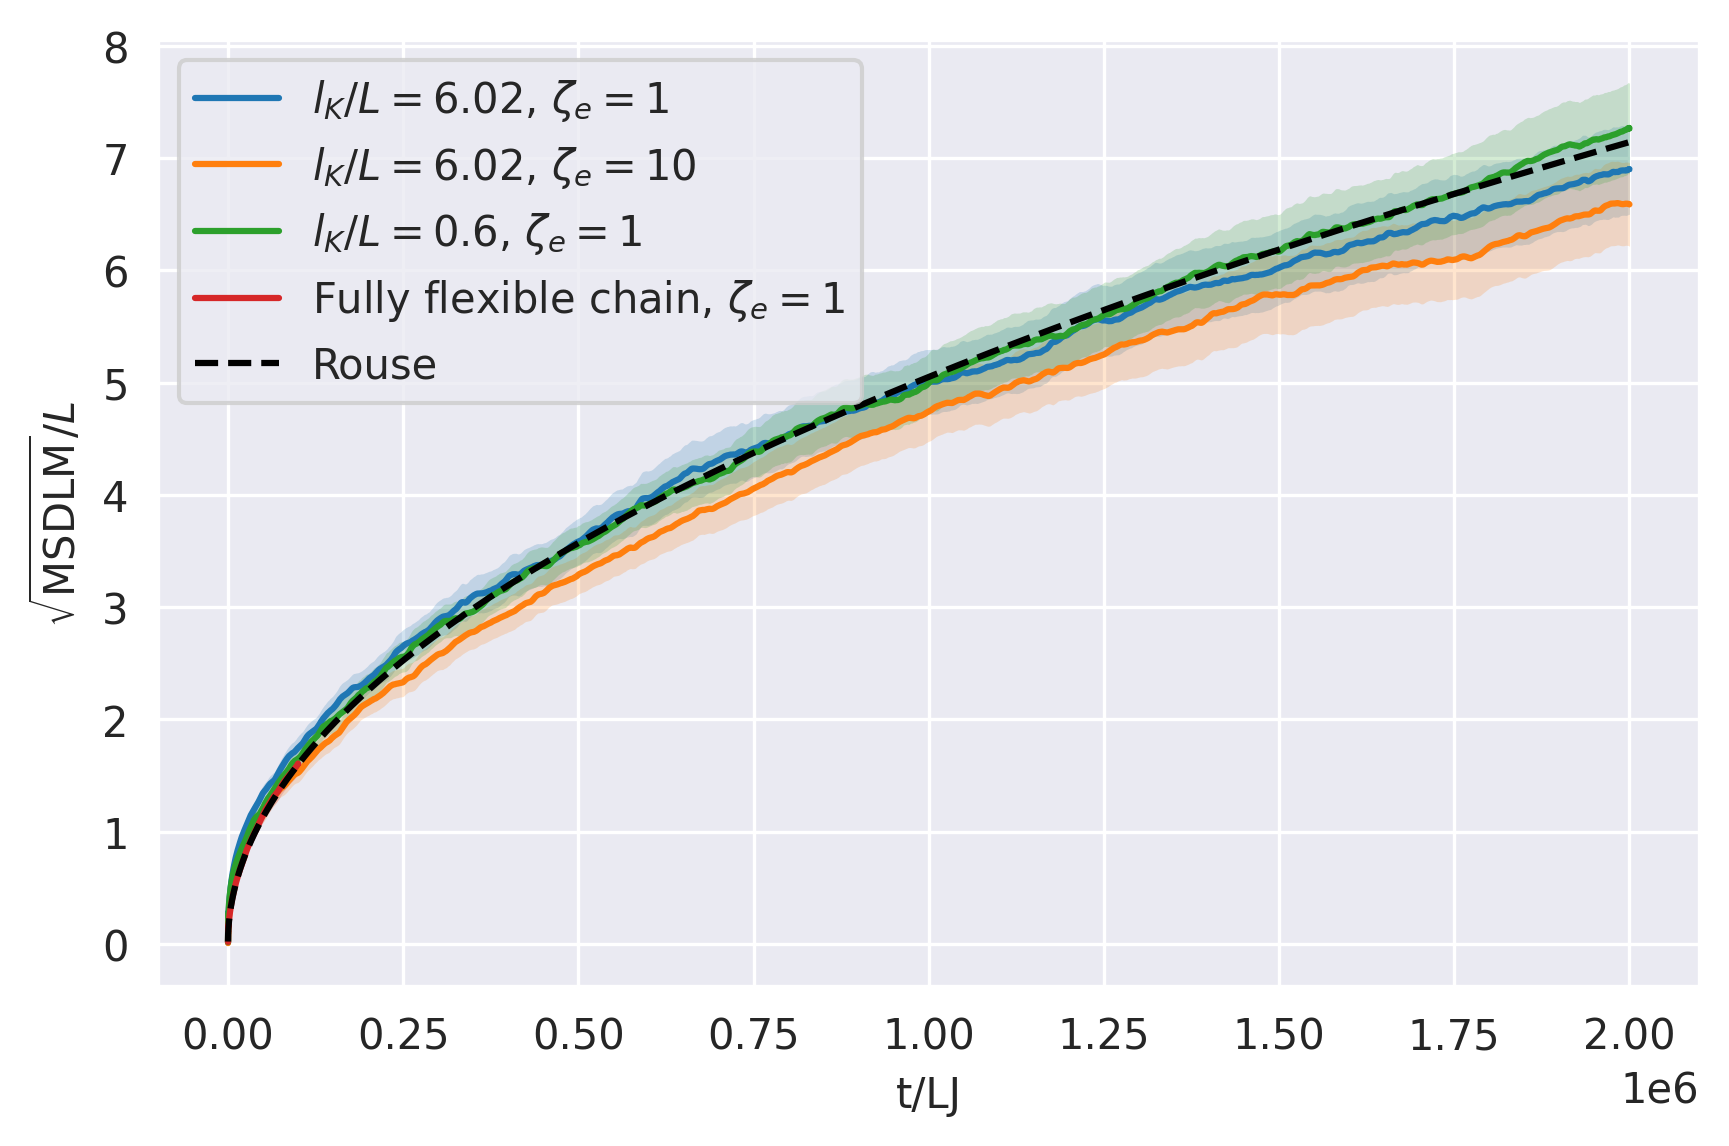 8
7
6
5
4
3
2
1
0
√MSDLM/L
l_K/L = 6.02, ζ_e = 1
l_K/L = 6.02, ζ_e = 10
l_K/L = 0.6, ζ_e = 1
Fully flexible chain, ζ_e = 1
Rouse
0.00 0.25 0.50 0.75 1.00 1.25 1.50 1.75 2.00
1e6
t/LJ